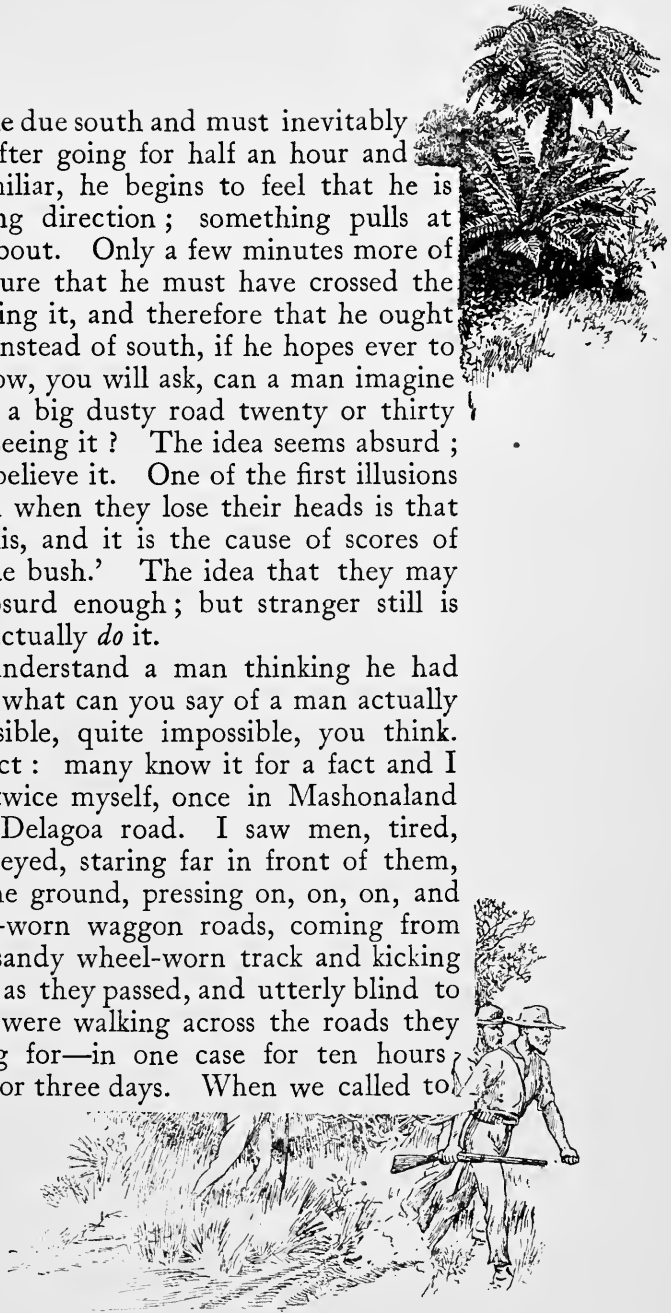 e due south and must inevitably
fter going for half an hour and
iliar, he begins to feel that he is
ng direction ; something pulls at
bout. Only a few minutes more of
ure that he must have crossed the
ing it, and therefore that he ought
nstead of south, if he hopes ever to
ow, you will ask, can a man imagine
a big dusty road twenty or thirty
eeing it ? The idea seems absurd ;
believe it. One of the first illusions
when they lose their heads is that
is, and it is the cause of scores of
e bush.’ The idea that they may
surd enough ; but stranger still is
ctually do it.
nderstand a man thinking he had
what can you say of a man actually
sible, quite impossible, you think.
ct : many know it for a fact and I
twice myself, once in Mashonaland
Delagoa road. I saw men, tired,
eyed, staring far in front of them,
he ground, pressing on, on, on, and
-worn waggon roads, coming from
sandy wheel-worn track and kicking
as they passed, and utterly blind to
were walking across the roads they
g for—in one case for ten hours
or three days. When we called to